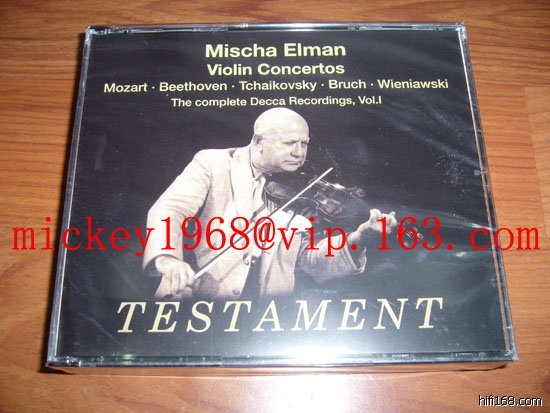 Mischa Elman
Violin Concertos
Mozart · Beethoven · Tchaikovsky · Bruch · Wieniawski
The complete Decca Recordings, Vol.I
mickey1968@vip.163.com
TESTAMENT
hifi168.com